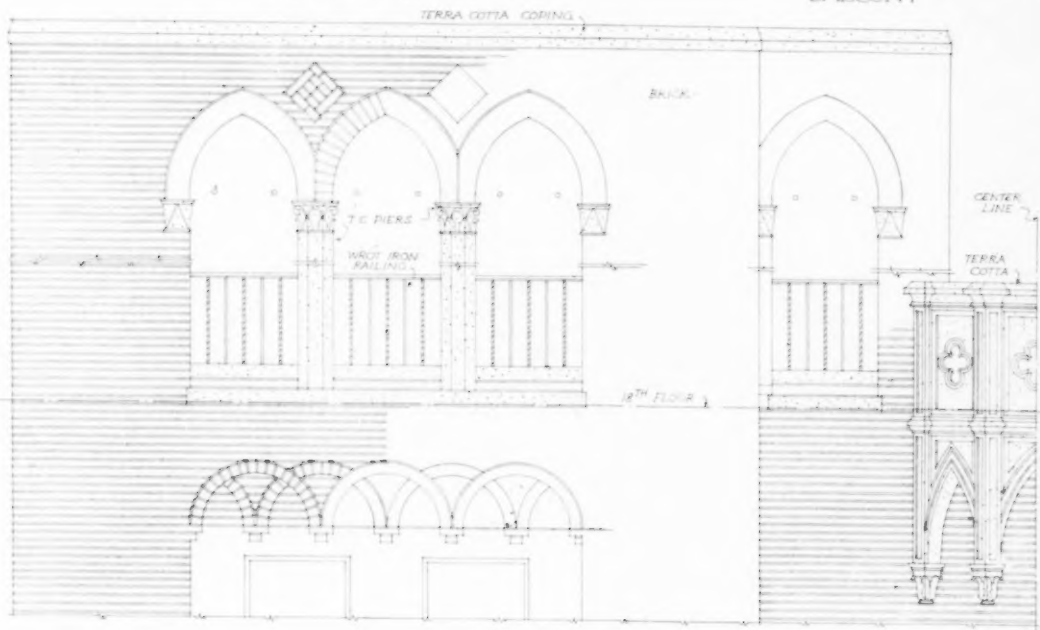 TERRA COTTA COPING
BRICK
T.C. PIERS
WROT IRON
RAILING
CENTER
LINE
TERRA
COTTA
18TH FLOOR